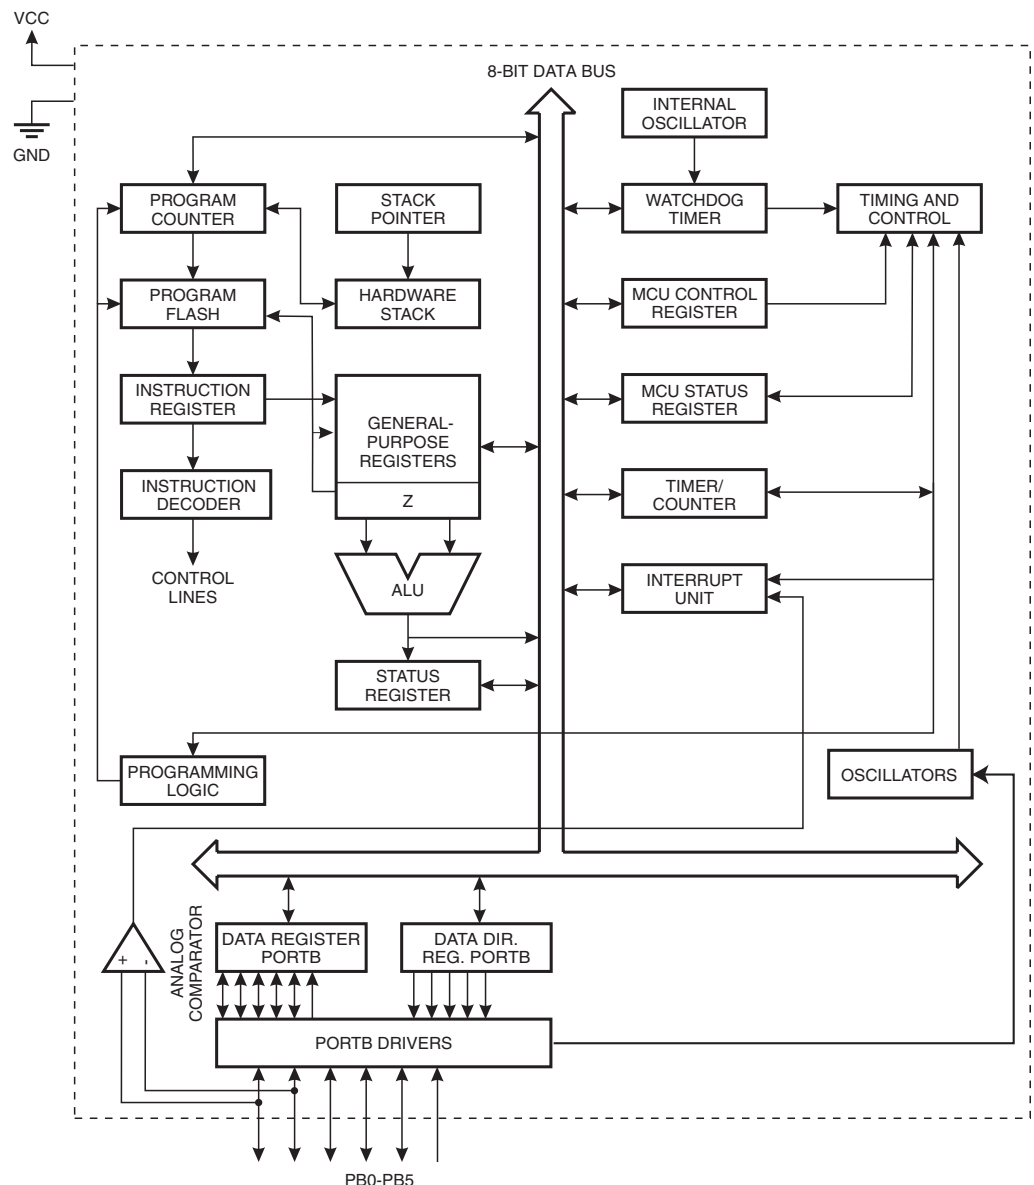 VCC
8-BIT DATA BUS
GND
INTERNAL
OSCILLATOR
PROGRAM
COUNTER
STACK
POINTER
WATCHDOG
TIMER
TIMING AND
CONTROL
PROGRAM
FLASH
HARDWARE
STACK
MCU CONTROL
REGISTER
INSTRUCTION
REGISTER
GENERAL-
PURPOSE
REGISTERS
Z
MCU STATUS
REGISTER
INSTRUCTION
DECODER
TIMER/
COUNTER
CONTROL
LINES
ALU
INTERRUPT
UNIT
STATUS
REGISTER
PROGRAMMING
LOGIC
OSCILLATORS
+ -
ANALOG
COMPARATOR
DATA REGISTER
PORTB
DATA DIR.
REG. PORTB
PORTB DRIVERS
PB0-PB5